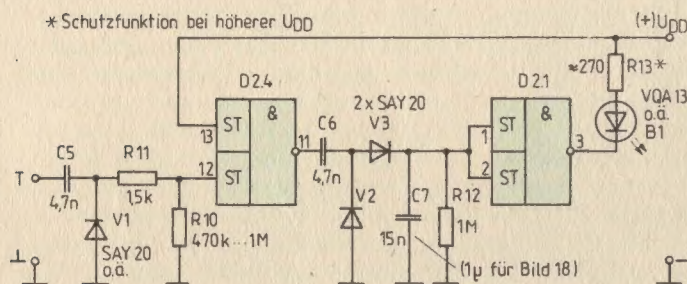 * Schutzfunktion bei höherer UDD
(+)UDD
D2.4
D2.1
≈270
R13*
&
&
2x SAY 20
VQA 13
o.ä.
B1
13
ST
11
C6
V3
1
ST
3
C5
R11
12
ST
4,7n
2
ST
T
4,7n
1,5k
V1
R10
V2
C7
R12
SAY 20
o.ä.
470k...1M
15n
1M
(1µ für Bild 18)
⊥
-